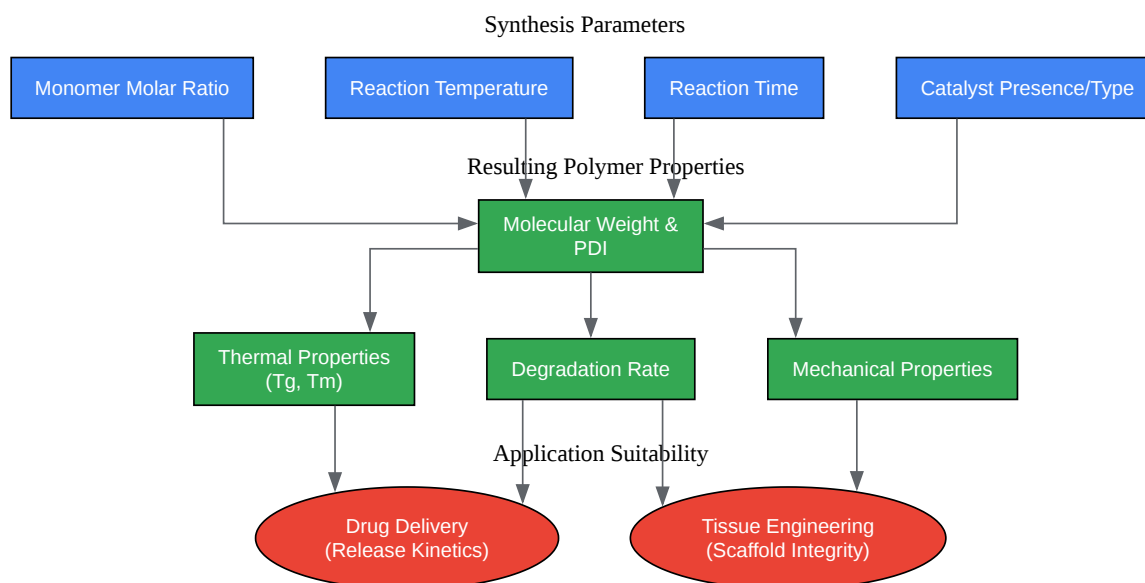 Synthesis Parameters
Monomer Molar Ratio
Reaction Temperature
Reaction Time
Catalyst Presence/Type
Resulting Polymer Properties
Molecular Weight &
PDI
Thermal Properties
(Tg, Tm)
Degradation Rate
Mechanical Properties
Application Suitability
Drug Delivery
(Release Kinetics)
Tissue Engineering
(Scaffold Integrity)